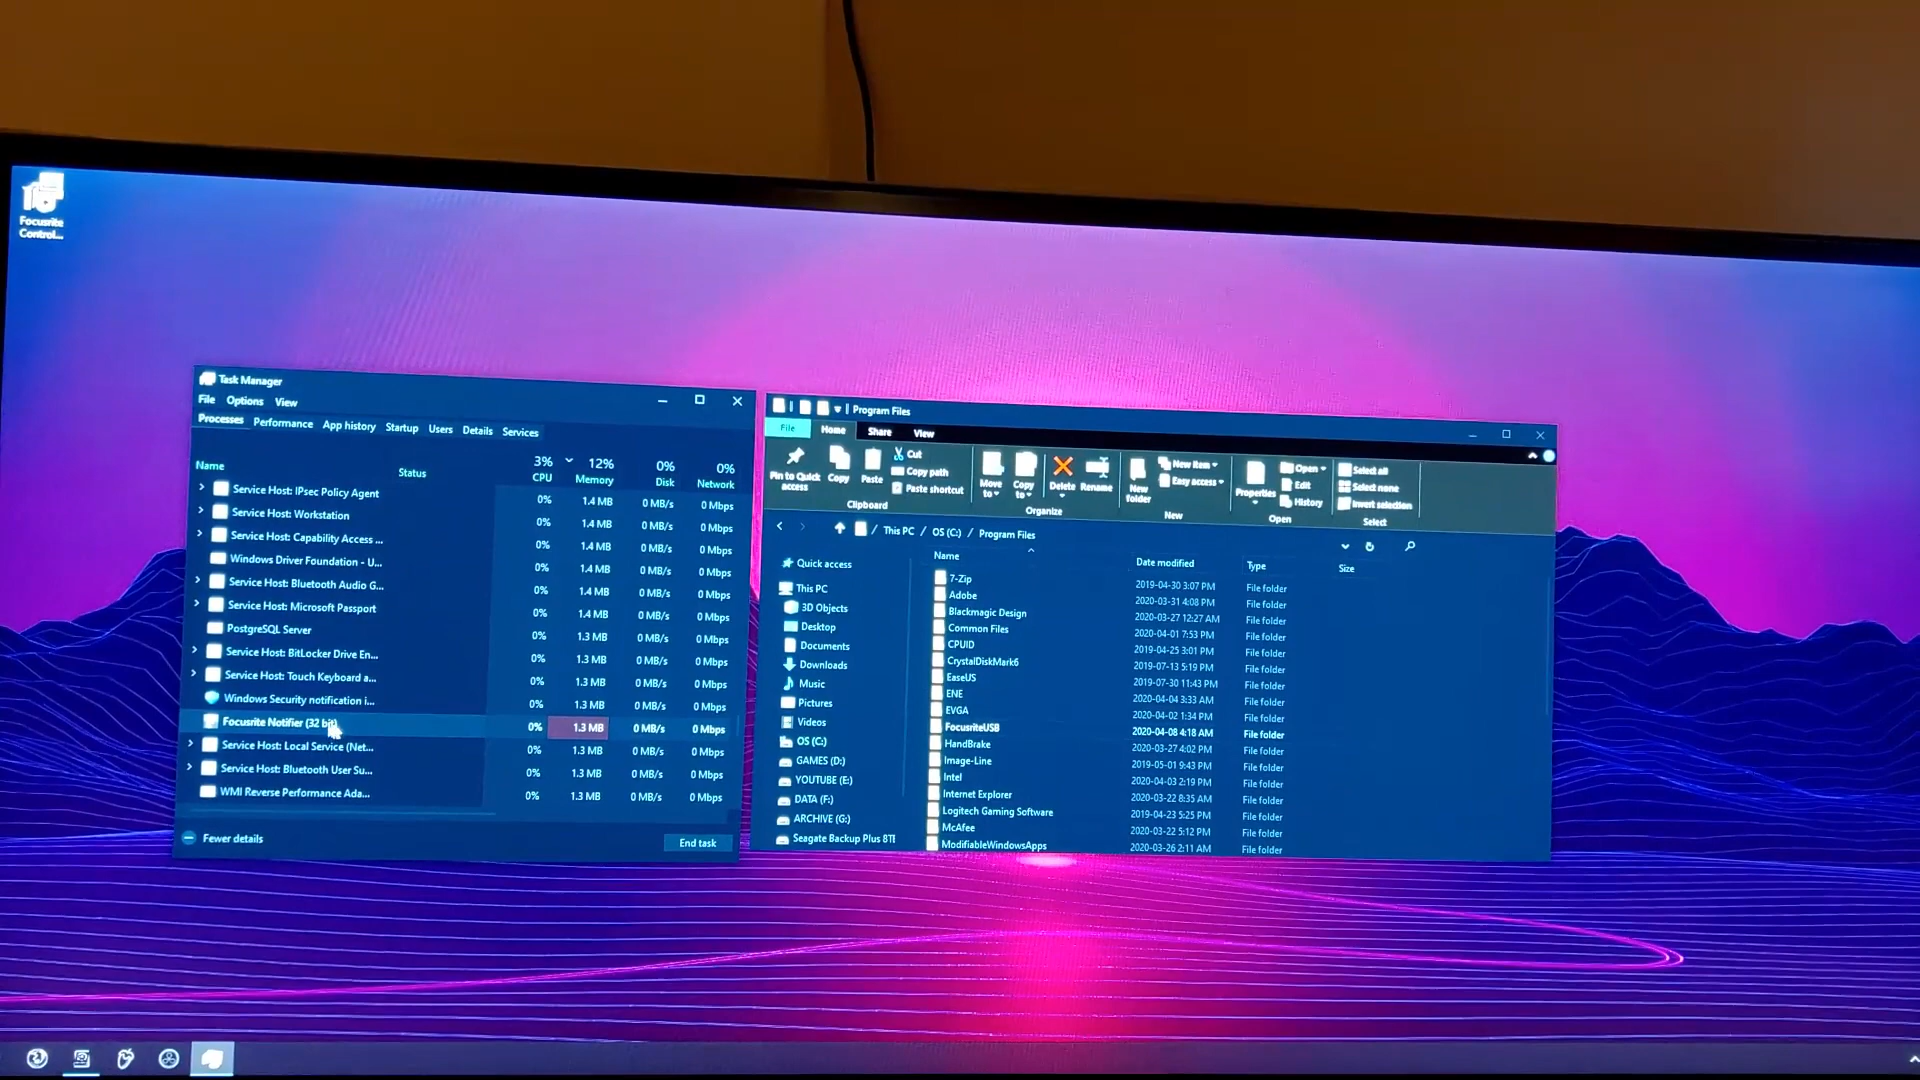 Focusrite
Control...
Task Manager
File Options View
Processes Performance App history Startup Users Details Services
3% 12% 0% 0%
Name Status CPU Memory Disk Network
Service Host: IPsec Policy Agent 0% 1.4 MB 0 MB/s 0 Mbps
Service Host: Workstation 0% 1.4 MB 0 MB/s 0 Mbps
Service Host: Capability Access ... 0% 1.4 MB 0 MB/s 0 Mbps
Windows Driver Foundation - U... 0% 1.4 MB 0 MB/s 0 Mbps
Service Host: Bluetooth Audio G... 0% 1.4 MB 0 MB/s 0 Mbps
Service Host: Microsoft Passport 0% 1.4 MB 0 MB/s 0 Mbps
PostgreSQL Server 0% 1.3 MB 0 MB/s 0 Mbps
Service Host: BitLocker Drive En... 0% 1.3 MB 0 MB/s 0 Mbps
Service Host: Touch Keyboard a... 0% 1.3 MB 0 MB/s 0 Mbps
Windows Security notification i... 0% 1.3 MB 0 MB/s 0 Mbps
Focusrite Notifier (32 bit) 0% 1.3 MB 0 MB/s 0 Mbps
Service Host: Local Service (Net... 0% 1.3 MB 0 MB/s 0 Mbps
Service Host: Bluetooth User Su... 0% 1.3 MB 0 MB/s 0 Mbps
WMI Reverse Performance Ada... 0% 1.3 MB 0 MB/s 0 Mbps
Fewer details End task
Program Files
File Home Share View
Pin to Quick access
Copy
Paste
Cut
Copy path
Paste shortcut
Clipboard
Move to
Copy to
Delete
Rename
Organize
New folder
New item
Easy access
New
Properties
Open
Edit
History
Open
Select all
Select none
Invert selection
Select
This PC / OS (C:) / Program Files
Quick access
This PC
3D Objects
Desktop
Documents
Downloads
Music
Pictures
Videos
OS (C:)
GAMES (D:)
YOUTUBE (E:)
DATA (F:)
ARCHIVE (G:)
Seagate Backup Plus 8TB
Name Date modified Type Size
7-Zip 2019-04-30 3:07 PM File folder
Adobe 2020-03-31 4:08 PM File folder
Blackmagic Design 2020-03-27 12:27 AM File folder
Common Files 2020-04-01 7:53 PM File folder
CPUID 2019-04-25 3:01 PM File folder
CrystalDiskMark6 2019-07-13 5:19 PM File folder
EaseUS 2019-07-30 11:43 PM File folder
ENE 2020-04-04 3:33 AM File folder
EVGA 2020-04-02 1:34 PM File folder
FocusriteUSB 2020-04-08 4:18 AM File folder
HandBrake 2020-03-27 4:02 PM File folder
Image-Line 2019-05-01 9:43 PM File folder
Intel 2020-04-03 2:19 PM File folder
Internet Explorer 2020-03-22 8:35 AM File folder
Logitech Gaming Software 2019-04-23 5:25 PM File folder
McAfee 2020-03-22 5:12 PM File folder
ModifiableWindowsApps 2020-03-26 2:11 AM File folder